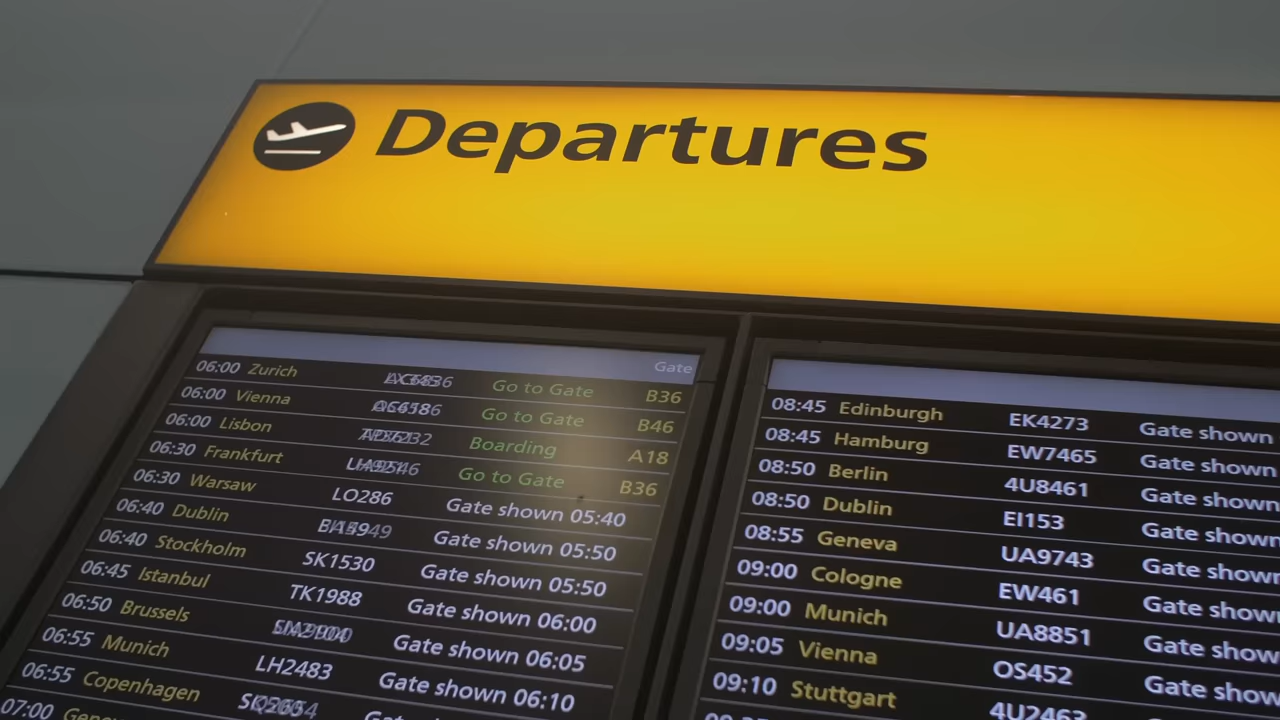 Departures
Gate
06:00 Zurich Go to Gate B36
06:00 Vienna Go to Gate B46
06:00 Lisbon Boarding A18
06:30 Frankfurt Go to Gate B36
06:30 Warsaw LO286 Gate shown 05:40
06:40 Dublin Gate shown 05:50
06:40 Stockholm SK1530 Gate shown 05:50
06:45 Istanbul TK1988 Gate shown 06:00
06:50 Brussels Gate shown 06:05
06:55 Munich LH2483 Gate shown 06:10
06:55 Copenhagen
07:00
08:45 Edinburgh EK4273 Gate shown
08:45 Hamburg EW7465 Gate shown
08:50 Berlin 4U8461 Gate shown
08:50 Dublin EI153 Gate shown
08:55 Geneva UA9743 Gate shown
09:00 Cologne EW461 Gate shown
09:00 Munich UA8851 Gate shown
09:05 Vienna OS452 Gate show
09:10 Stuttgart 4U2463